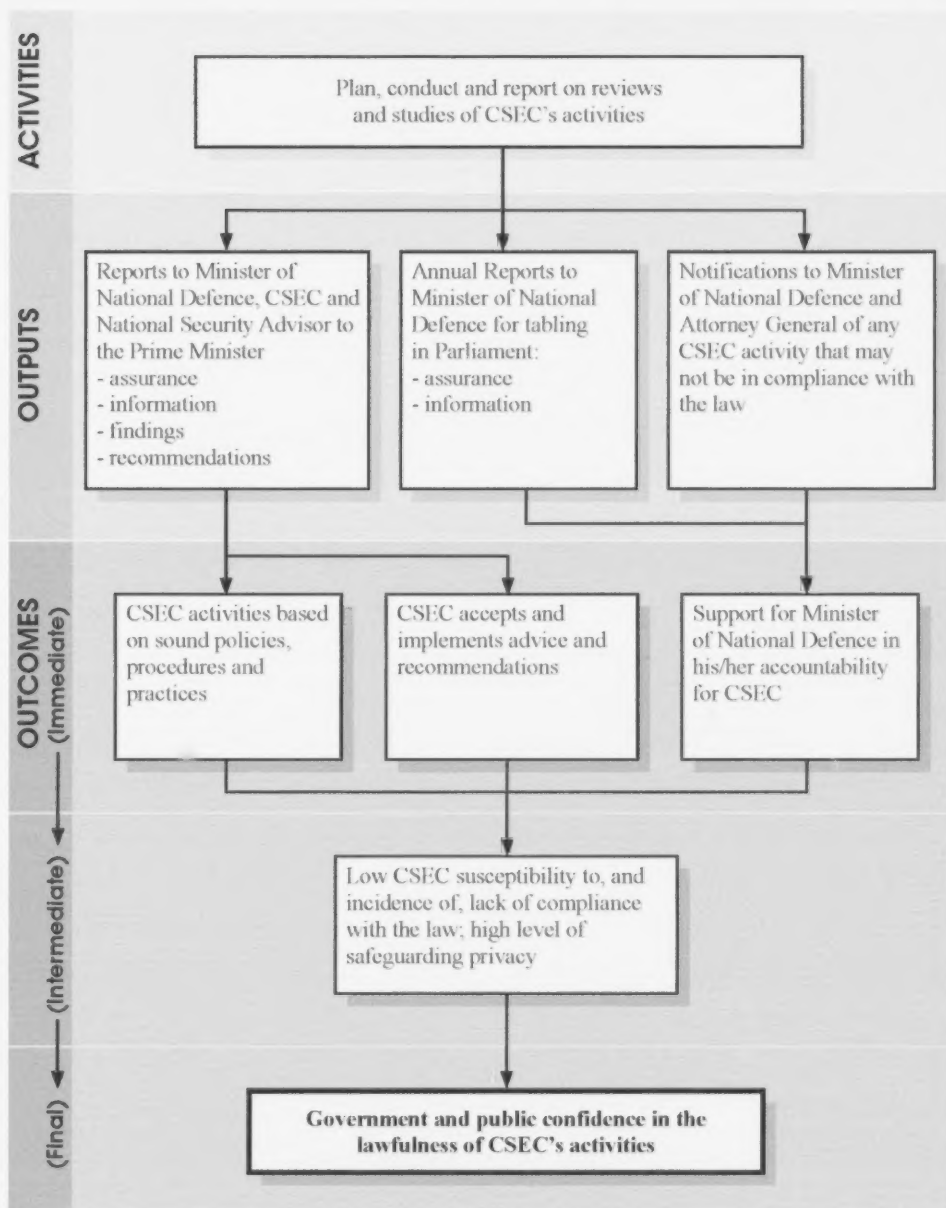 ACTIVITIES
Plan, conduct and report on reviews
and studies of CSEC's activities
OUTPUTS
Reports to Minister of
National Defence, CSEC and
National Security Advisor to
the Prime Minister
- assurance
- information
- findings
- recommendations
Annual Reports to
Minister of National
Defence for tabling
in Parliament:
- assurance
- information
Notifications to Minister
of National Defence and
Attorney General of any
CSEC activity that may
not be in compliance with
the law
OUTCOMES
(Immediate)
CSEC activities based
on sound policies,
procedures and
practices
CSEC accepts and
implements advice and
recommendations
Support for Minister
of National Defence in
his/her accountability
for CSEC
(Intermediate)
Low CSEC susceptibility to, and
incidence of, lack of compliance
with the law; high level of
safeguarding privacy
(Final)
Government and public confidence in the
lawfulness of CSEC's activities